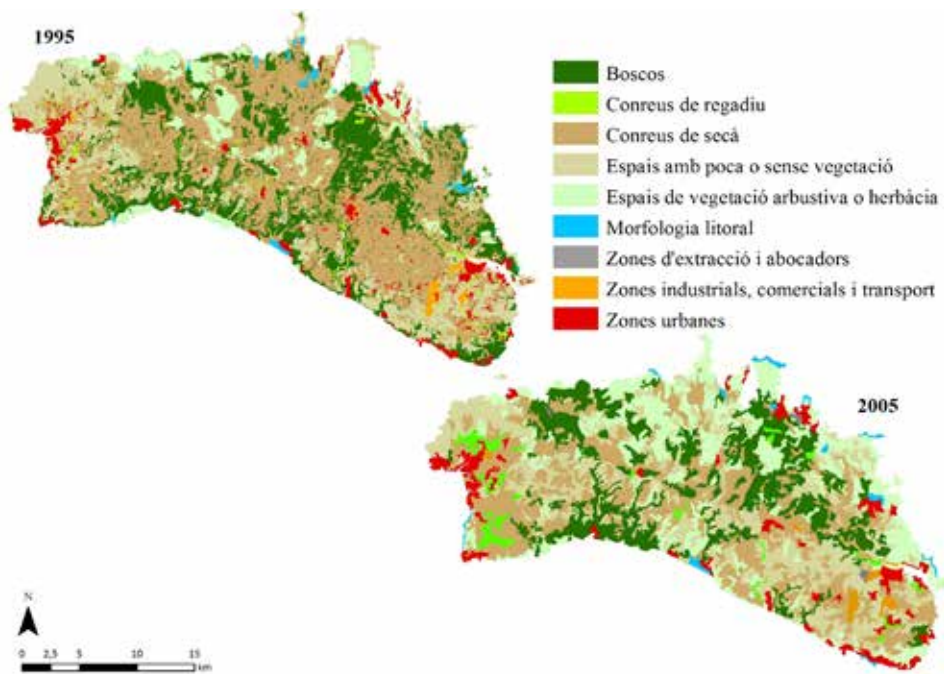 1995
Boscos
Conreus de regadiu
Conreus de secà
Espais amb poca o sense vegetació
Espais de vegetació arbustiva o herbàcia
Morfologia litoral
Zones d'extracció i abocadors
Zones industrials, comercials i transport
Zones urbanes
2005
N
0 2,5 5 10 15
km